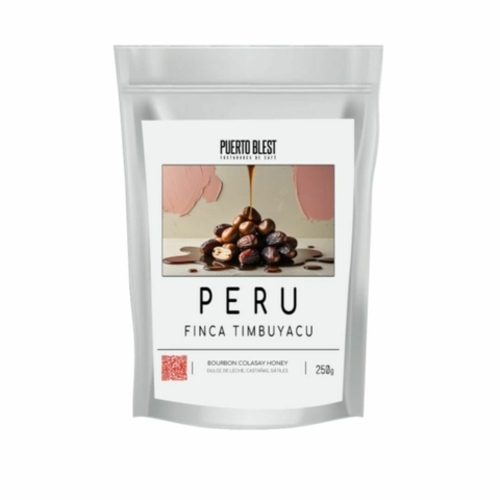 PUERTO BLEST
TOSTADORES DE CAFÉ
PERU
FINCA TIMBUYACU
BOURBON COLASAY HONEY
DULCE DE LECHE, CASTAÑAS, DÁTILES
250g